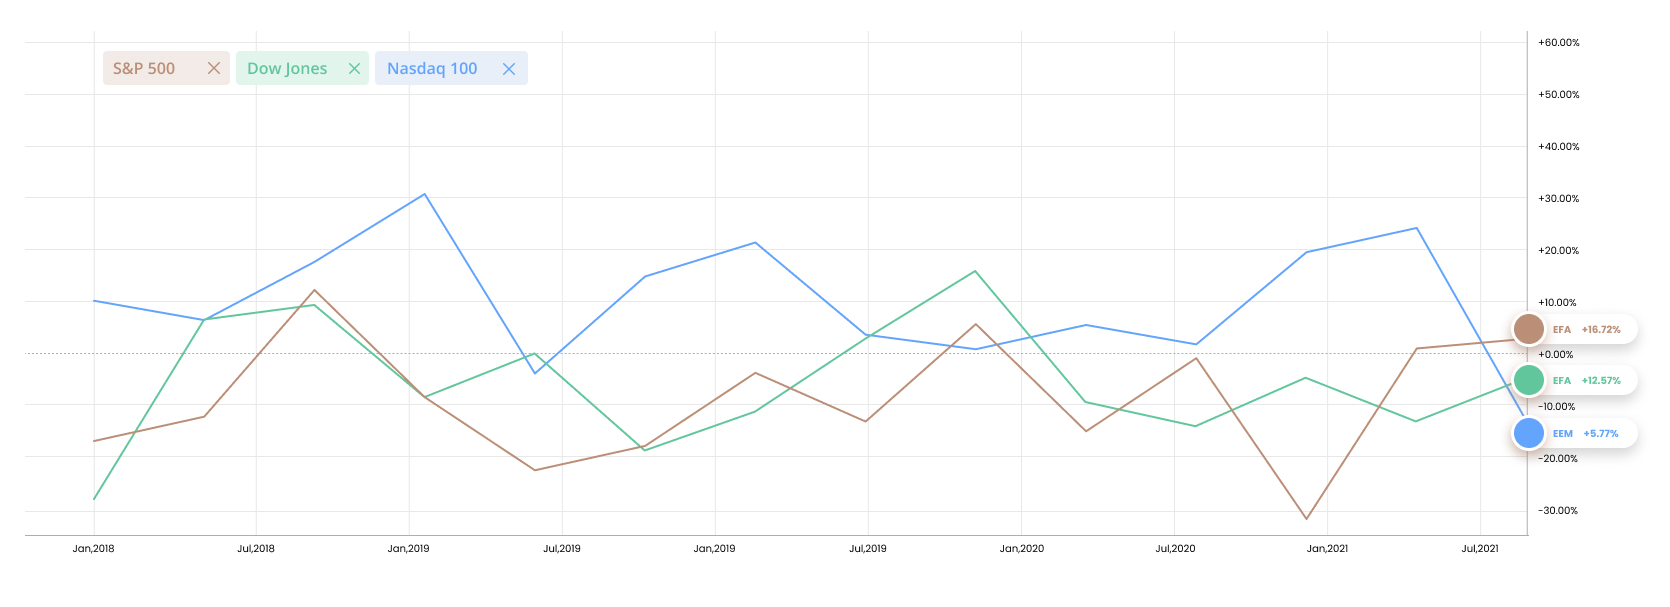 +60.00%
S&P 500 Dow Jones Nasdaq 100
+50.00%
+40.00%
+30.00%
+20.00%
+10.00%
EFA +16.72%
+0.00%
EFA +12.57%
-10.00%
EEM +5.77%
-20.00%
-30.00%
Jan,2018 Jul,2018 Jan,2019 Jul,2019 Jan,2019 Jul,2019 Jan,2020 Jul,2020 Jan,2021 Jul,2021